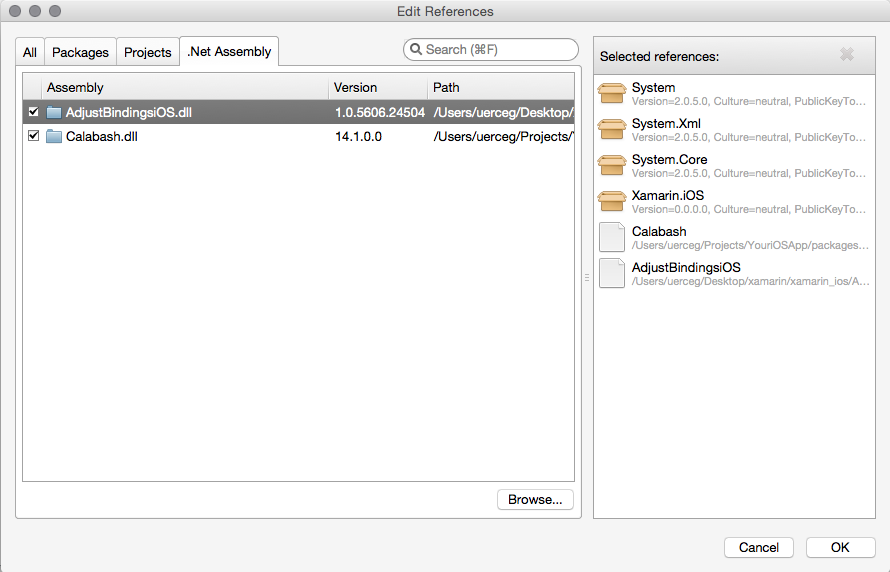 Edit References
All Packages Projects .Net Assembly
Search (⌘F)
Assembly Version Path
AdjustBindingsiOS.dll 1.0.5606.24504 /Users/uerceg/Desktop/
Calabash.dll 14.1.0.0 /Users/uerceg/Projects/
Browse...
Selected references:
System
Version=2.0.5.0, Culture=neutral, PublicKeyTo...
System.Xml
Version=2.0.5.0, Culture=neutral, PublicKeyTo...
System.Core
Version=2.0.5.0, Culture=neutral, PublicKeyTo...
Xamarin.iOS
Version=0.0.0.0, Culture=neutral, PublicKeyTo...
Calabash
/Users/uerceg/Projects/YouriOSApp/packages...
AdjustBindingsiOS
/Users/uerceg/Desktop/xamarin/xamarin_ios/A...
Cancel OK